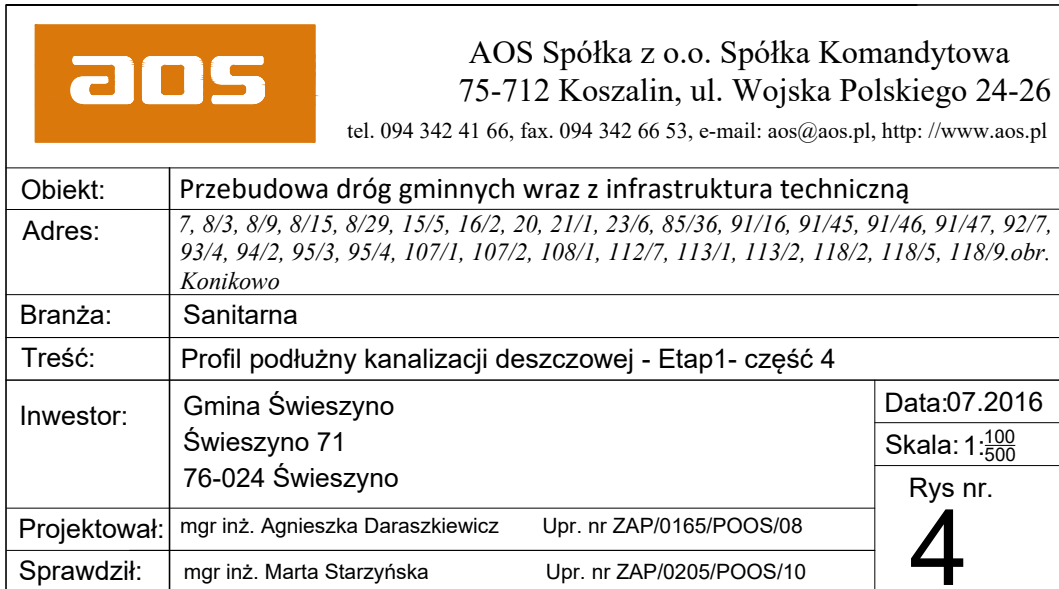 aos
AOS Spółka z o.o. Spółka Komandytowa
75-712 Koszalin, ul. Wojska Polskiego 24-26
tel. 094 342 41 66, fax. 094 342 66 53, e-mail: aos@aos.pl, http: //www.aos.pl
Obiekt: Przebudowa dróg gminnych wraz z infrastruktura techniczną
Adres: 7, 8/3, 8/9, 8/15, 8/29, 15/5, 16/2, 20, 21/1, 23/6, 85/36, 91/16, 91/45, 91/46, 91/47, 92/7,
93/4, 94/2, 95/3, 95/4, 107/1, 107/2, 108/1, 112/7, 113/1, 113/2, 118/2, 118/5, 118/9.obr.
Konikowo
Branża: Sanitarna
Treść: Profil podłużny kanalizacji deszczowej - Etap1- część 4
Inwestor: Gmina Świeszyno
Świeszyno 71
76-024 Świeszyno
Data:07.2016
Skala: 1:100/500
Rys nr.
4
Projektował: mgr inż. Agnieszka Daraszkiewicz Upr. nr ZAP/0165/POOS/08
Sprawdził: mgr inż. Marta Starzyńska Upr. nr ZAP/0205/POOS/10